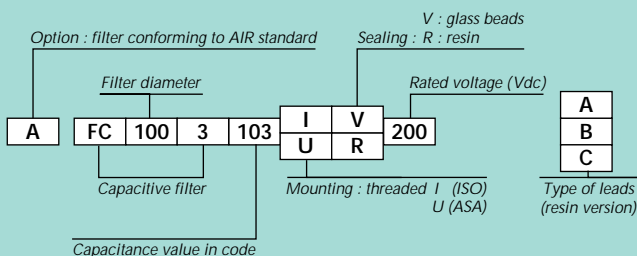 V : glass beads
Option : filter conforming to AIR standard
Sealing : R : resin
Filter diameter
Rated voltage (Vdc)
A FC 100 3 103 I V 200 A
U R B
C
Capacitive filter
Mounting : threaded I (ISO)
U (ASA)
Type of leads
(resin version)
Capacitance value in code